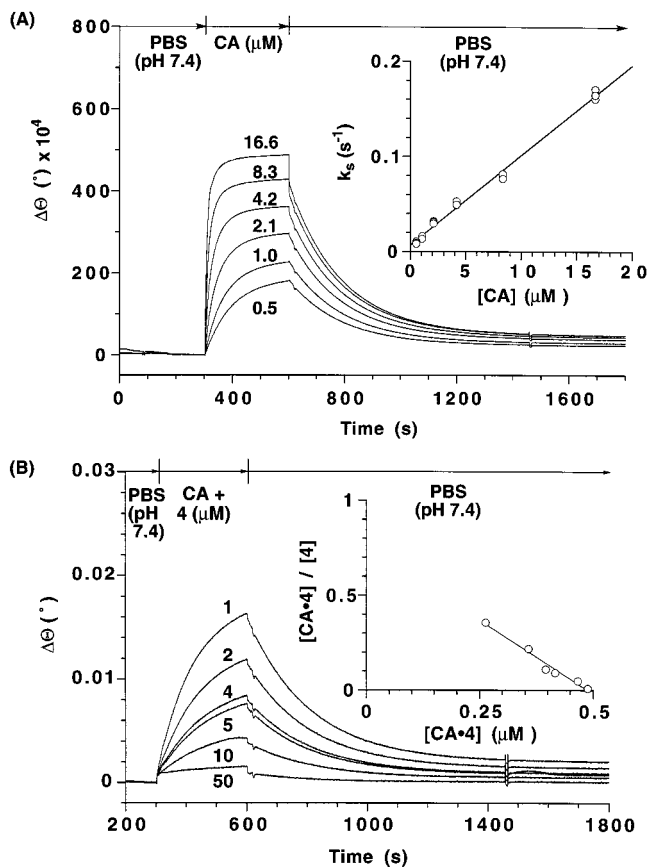 (A)
800
600
400
200
0
ΔΘ (°) x 10⁴
PBS
(pH 7.4)
CA (μM)
PBS
(pH 7.4)
16.6
8.3
4.2
2.1
1.0
0.5
0.2
0.1
0
kₛ (s⁻¹)
0 5 10 15 20
[CA] (μM)
0 400 800 1200 1600
Time (s)
(B)
0.03
0.02
0.01
0
ΔΘ (°)
PBS
(pH
7.4)
CA +
4 (μM)
PBS
(pH 7.4)
1
2
4
5
10
50
1
0.5
0
[CA•4] / [4]
0 0.25 0.5
[CA•4] (μM)
200 600 1000 1400 1800
Time (s)